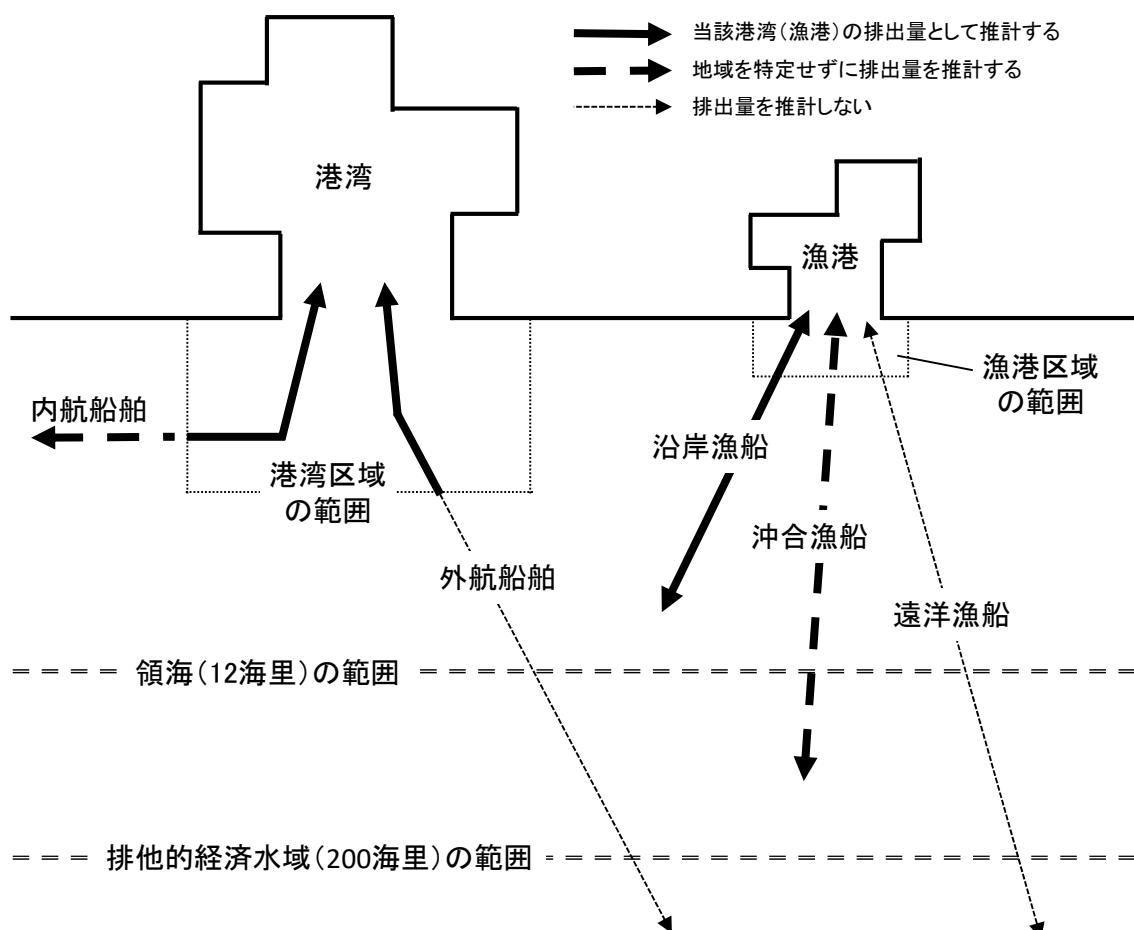 当該港湾(漁港)の排出量として推計する
地域を特定せずに排出量を推計する
排出量を推計しない
港湾
漁港
漁港区域
の範囲
内航船舶
港湾区域
の範囲
沿岸漁船
沖合漁船
外航船舶
遠洋漁船
領海(12海里)の範囲
排他的経済水域(200海里)の範囲